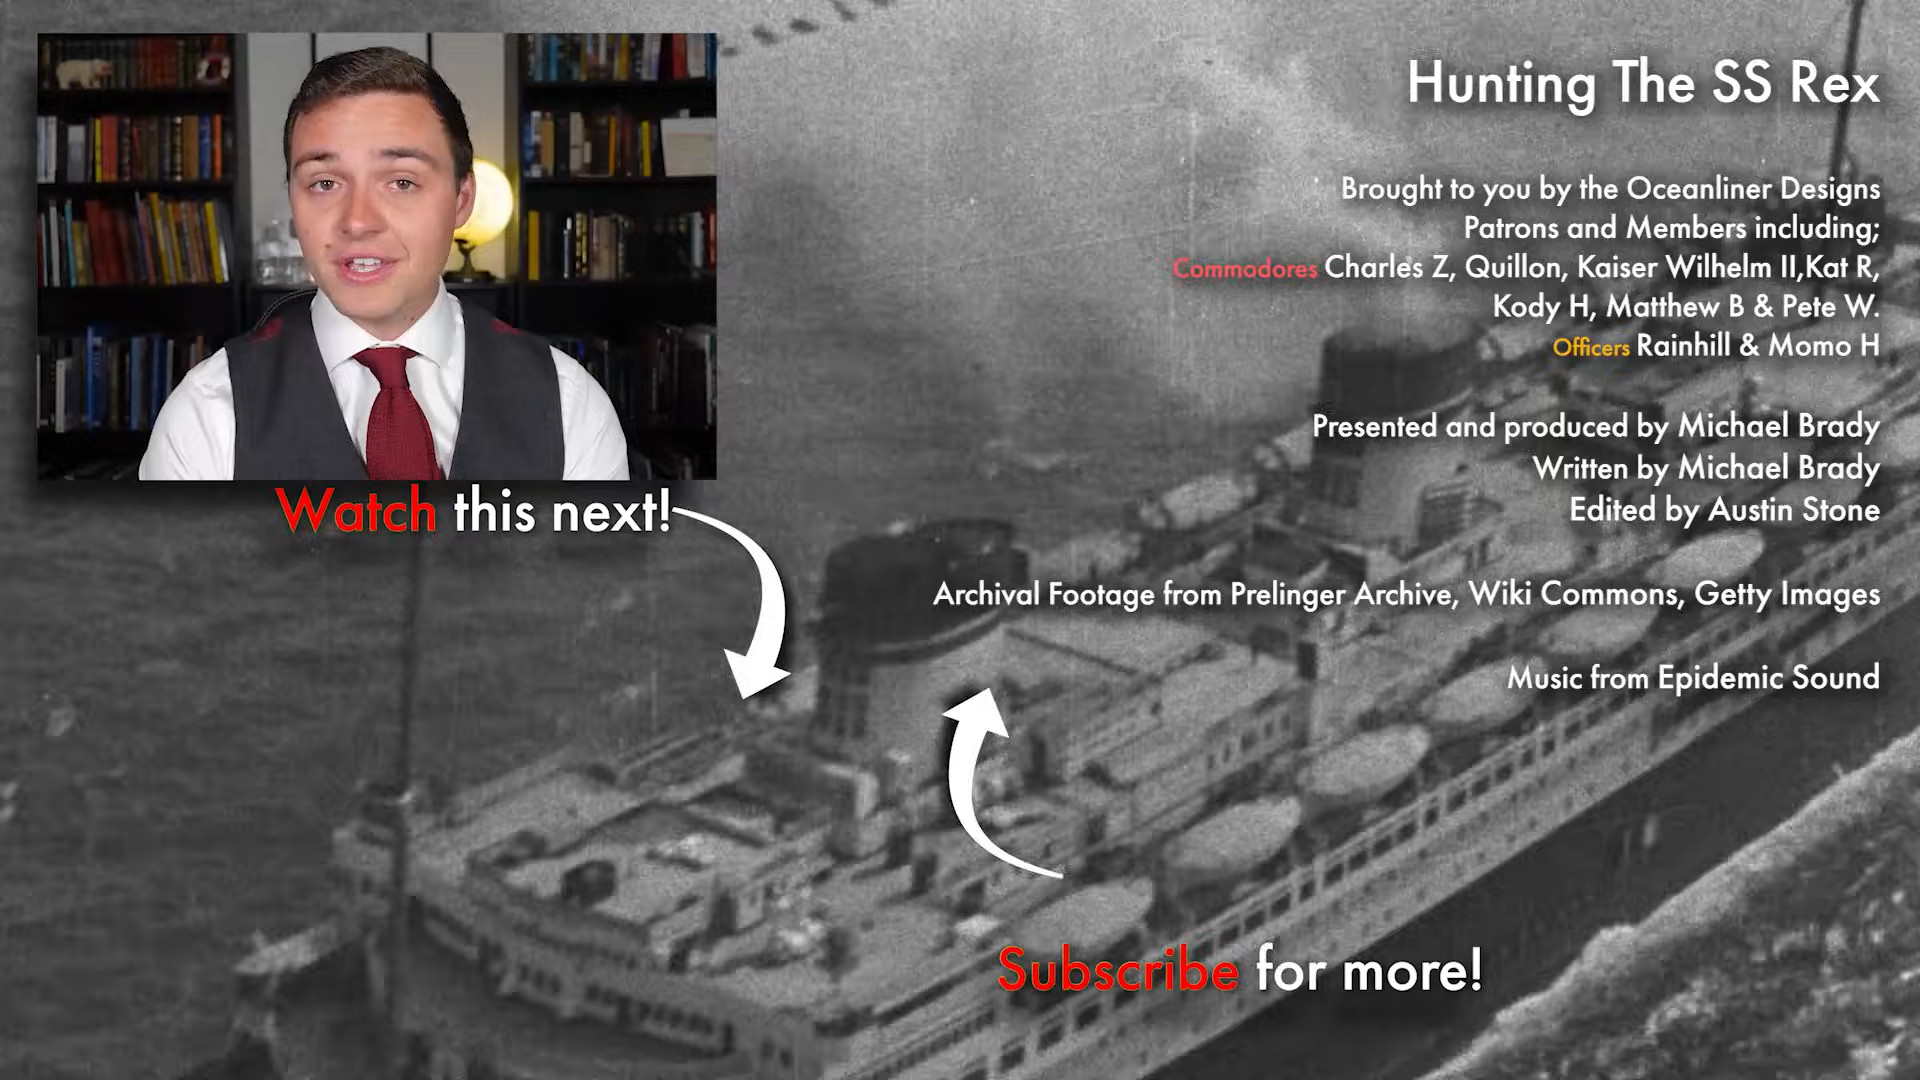 Hunting The SS Rex
Brought to you by the Oceanliner Designs
Patrons and Members including;
Commodores Charles Z, Quillon, Kaiser Wilhelm II,Kat R,
Kody H, Matthew B & Pete W.
Officers Rainhill & Momo H
Presented and produced by Michael Brady
Written by Michael Brady
Edited by Austin Stone
Watch this next!
Archival Footage from Prelinger Archive, Wiki Commons, Getty Images
Music from Epidemic Sound
Subscribe for more!